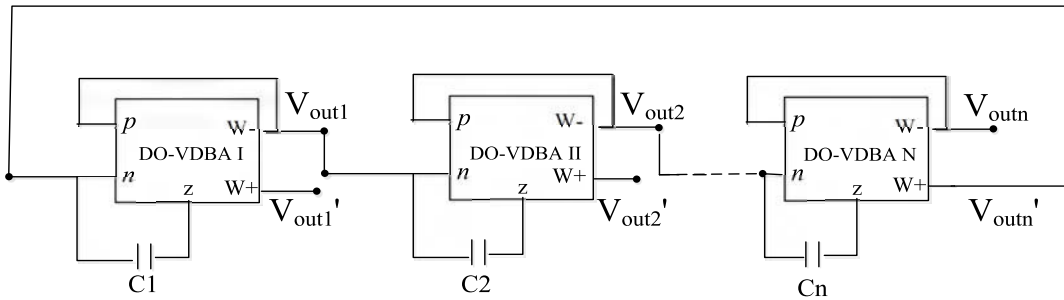 p
W-
DO-VDBA I
n
z
W+
Vout1
Vout1'
C1
p
W-
DO-VDBA II
n
z
W+
Vout2
Vout2'
C2
p
W-
DO-VDBA N
n
z
W+
Voutn
Voutn'
Cn